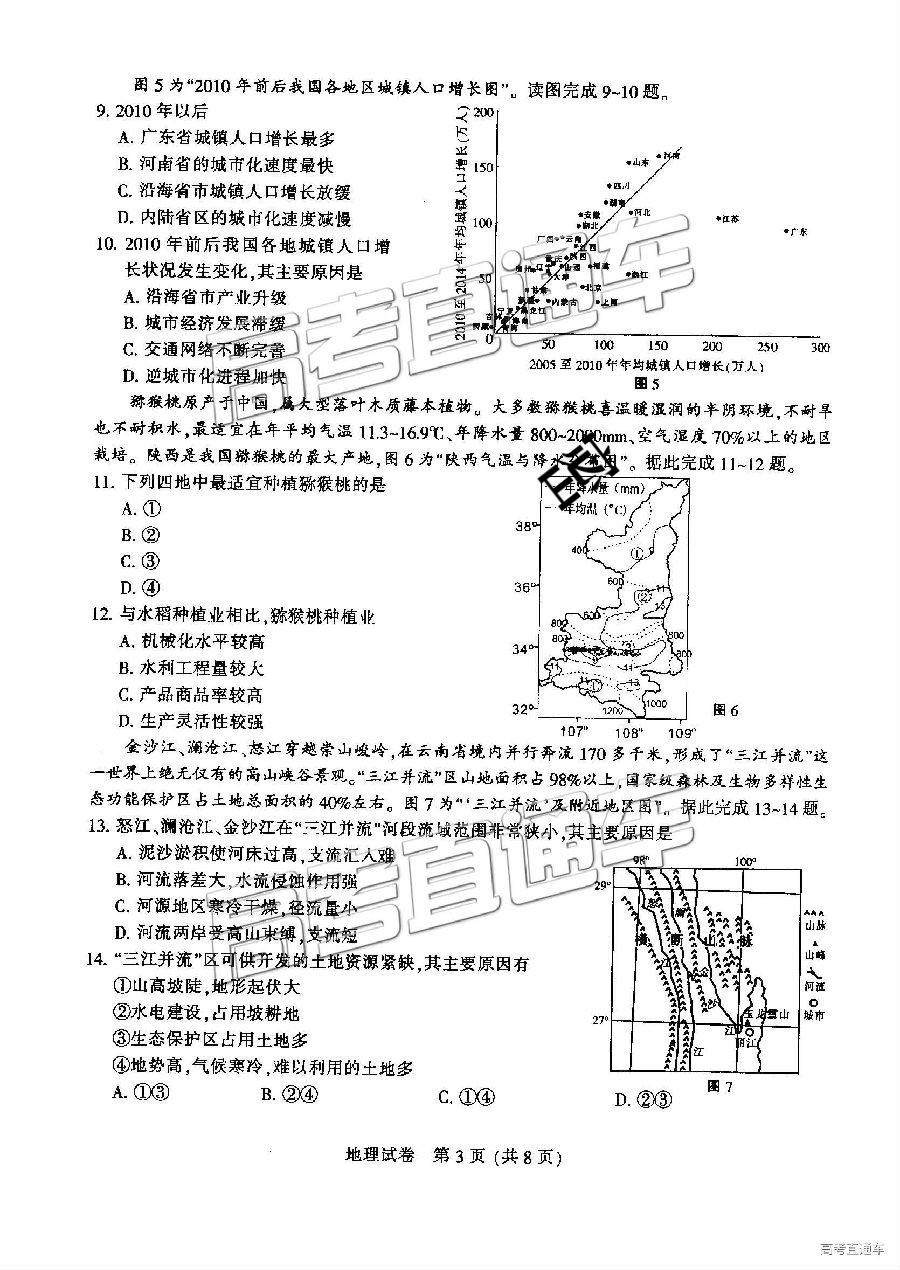 图5为“2010年前后我国各地区城镇人口增长图”。读图完成9~10题。
9. 2010年以后
A. 广东省城镇人口增长最多
B. 河南省的城市化速度最快
C. 沿海省市城镇人口增长放缓
D. 内陆省区的城市化速度减慢
10. 2010年前后我国各地城镇人口增
长状况发生变化,其主要原因是
A. 沿海省市产业升级
B. 城市经济发展滞缓
C. 交通网络不断完善
D. 逆城市化进程加快
2010至2014年年均城镇人口增长(万人)
200
150
100
50
0
50
100
150
200
250
300
山东
河南
四川
湖南
河北
安徽
湖北
江苏
广东
广西
云南
江西
重庆
陕西
贵州
辽宁
山西
福建
浙江
天津
甘肃
北京
新疆
内蒙古
上海
宁夏
黑龙江
吉林
海南
西藏
青海
2005至2010年年均城镇人口增长(万人)
图5
猕猴桃原产于中国,属大型落叶木质藤本植物。大多数猕猴桃喜温暖湿润的半阴环境,不耐旱
也不耐积水,最适宜在年平均气温11.3~16.9℃、年降水量800~2000mm、空气湿度70%以上的地区
栽培。陕西是我国猕猴桃的最大产地,图6为“陕西气温与降水分布图”。据此完成11~12题。
11. 下列四地中最适宜种植猕猴桃的是
A. ①
B. ②
C. ③
D. ④
12. 与水稻种植业相比,猕猴桃种植业
A. 机械化水平较高
B. 水利工程量较大
C. 产品商品率较高
D. 生产灵活性较强
年降水量(mm)
年均温(℃)
38°
36°
34°
32°
400
①
600
②
600
800
800
800
800
1000
1200
107°
108°
109°
图6
金沙江、澜沧江、怒江穿越崇山峻岭,在云南省境内并行奔流170多千米,形成了“三江并流”这
一世界上绝无仅有的高山峡谷景观。“三江并流”区山地面积占98%以上,国家级森林及生物多样性生
态功能保护区占土地总面积的40%左右。图7为“‘三江并流’及附近地区图”。据此完成13~14题。
13. 怒江、澜沧江、金沙江在“三江并流”河段流域范围非常狭小,其主要原因是
A. 泥沙淤积使河床过高,支流汇入难
B. 河流落差大,水流侵蚀作用强
C. 河源地区寒冷干燥,径流量小
D. 河流两岸受高山束缚,支流短
14. “三江并流”区可供开发的土地资源紧缺,其主要原因有
①山高坡陡,地形起伏大
②水电建设,占用坡耕地
③生态保护区占用土地多
④地势高,气候寒冷,难以利用的土地多
A. ①③
B. ②④
C. ①④
D. ②③
98°
100°
29°
27°
怒
澜
横
断
山
脉
江
沧
金
沙
江
江
玉龙雪山
丽江
山脉
山峰
河流
城市
图7
地理试卷 第3页(共8页)
高考直通车
密
高考直通车
高考直通车